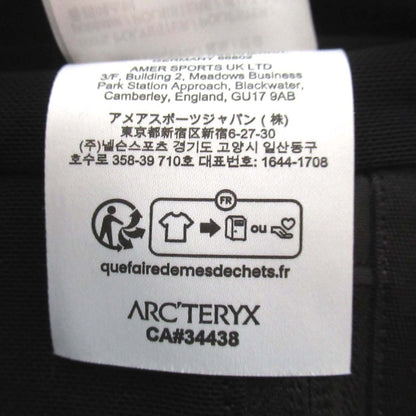 GERMANY
AMER SPORTS UK LTD
3/F, Building 2, Meadows Business
Park Station Approach, Blackwater,
Camberley, England, GU17 9AB
アメアスポーツジャパン(株)
東京都新宿区新宿6-27-30
(주)넬슨스포츠 경기도 고양시 일산동구
호수로 358-39 710호 대표번호: 1644-1708
FR
ou
quefairedemesdechets.fr
ARC'TERYX
CA#34438